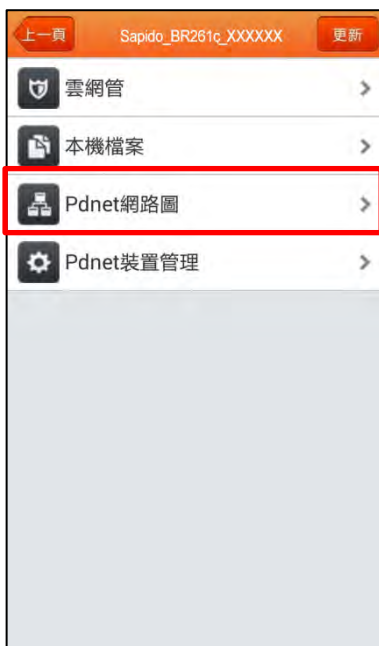 上一頁
Sapido_BR261c_XXXXXX
更新
雲網管
本機檔案
Pdnet網路圖
Pdnet裝置管理